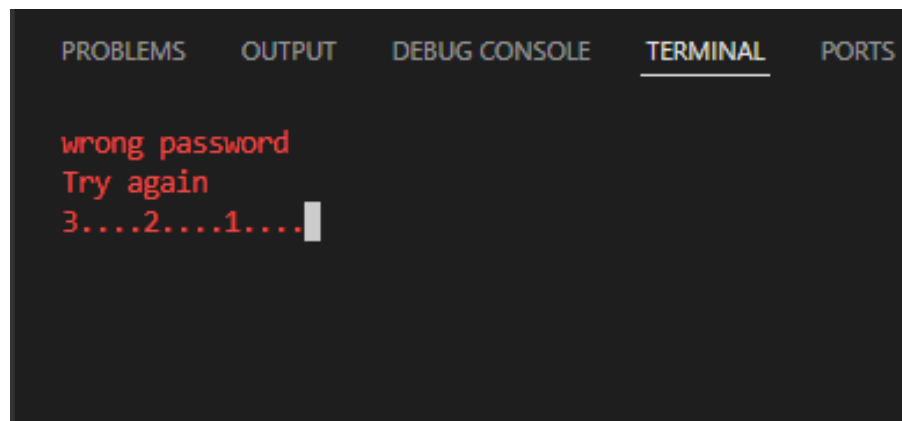 PROBLEMS OUTPUT DEBUG CONSOLE TERMINAL PORTS
wrong password
Try again
3....2....1....